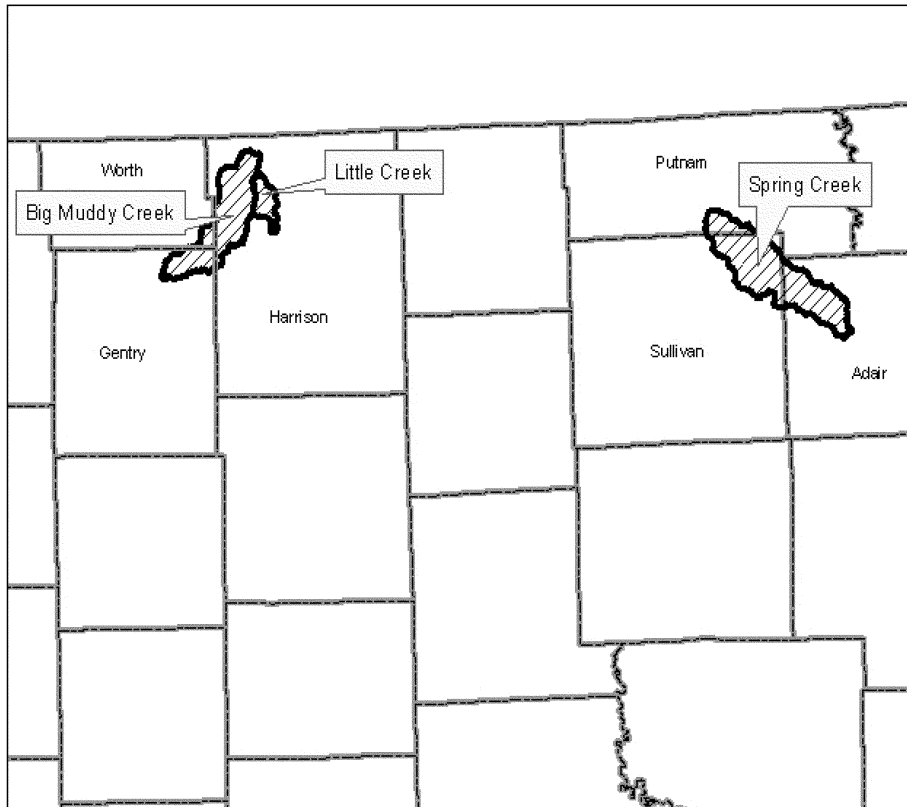 Worth
Putnam
Little Creek
Spring Creek
Big Muddy Creek
Harrison
Gentry
Sullivan
Adair